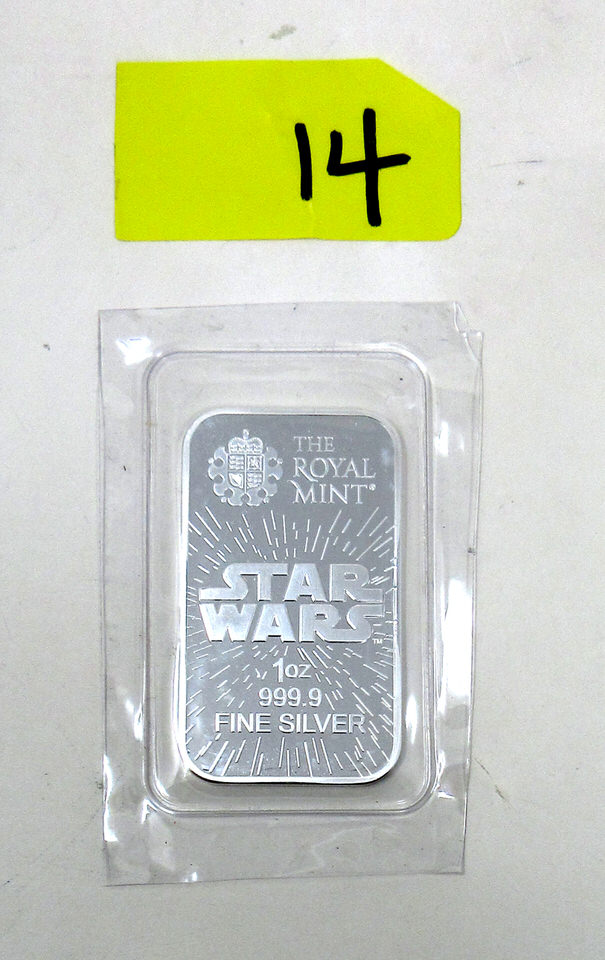 14
THE
ROYAL
MINT®
STAR
WARS™
1oz
999.9
FINE SILVER